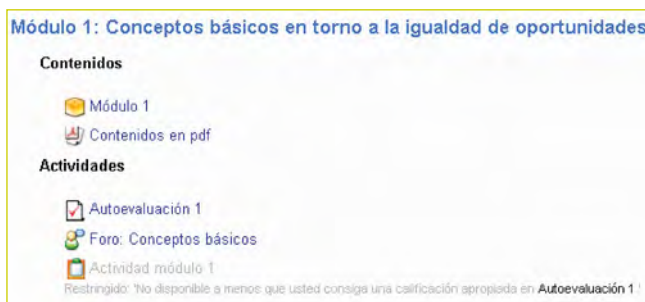 Módulo 1: Conceptos básicos en torno a la igualdad de oportunidades
Contenidos
Módulo 1
Contenidos en pdf
Actividades
Autoevaluación 1
Foro: Conceptos básicos
Actividad módulo 1
Restringido: 'No disponible a menos que usted consiga una calificación apropiada en Autoevaluación 1.'